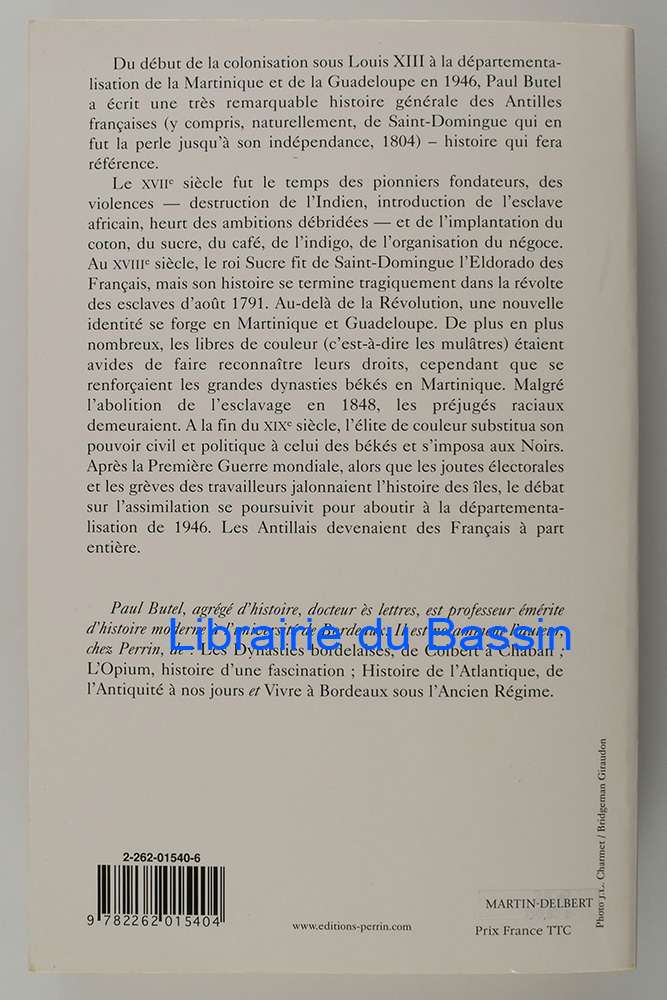 Du début de la colonisation sous Louis XIII à la départementa-
lisation de la Martinique et de la Guadeloupe en 1946, Paul Butel
a écrit une très remarquable histoire générale des Antilles
françaises (y compris, naturellement, de Saint-Domingue qui en
fut la perle jusqu'à son indépendance, 1804) – histoire qui fera
référence.
Le XVIIe siècle fut le temps des pionniers fondateurs, des
violences — destruction de l'Indien, introduction de l'esclave
africain, heurt des ambitions débridées — et de l'implantation du
coton, du sucre, du café, de l'indigo, de l'organisation du négoce.
Au XVIIIe siècle, le roi Sucre fit de Saint-Domingue l'Eldorado des
Français, mais son histoire se termine tragiquement dans la révolte
des esclaves d'août 1791. Au-delà de la Révolution, une nouvelle
identité se forge en Martinique et Guadeloupe. De plus en plus
nombreux, les libres de couleur (c'est-à-dire les mulâtres) étaient
avides de faire reconnaître leurs droits, cependant que se
renforçaient les grandes dynasties békés en Martinique. Malgré
l'abolition de l'esclavage en 1848, les préjugés raciaux
demeuraient. A la fin du XIXe siècle, l'élite de couleur substitua son
pouvoir civil et politique à celui des békés et s'imposa aux Noirs.
Après la Première Guerre mondiale, alors que les joutes électorales
et les grèves des travailleurs jalonnaient l'histoire des îles, le débat
sur l'assimilation se poursuivit pour aboutir à la départementa-
lisation de 1946. Les Antillais devenaient des Français à part
entière.
Paul Butel, agrégé d'histoire, docteur ès lettres, est professeur émérite
d'histoire moderne à l'université de Bordeaux. Il est notamment l'auteur,
chez Perrin, de : Les Dynasties bordelaises, de Colbert à Chaban ;
L'Opium, histoire d'une fascination ; Histoire de l'Atlantique, de
l'Antiquité à nos jours et Vivre à Bordeaux sous l'Ancien Régime.
Librairie du Bassin
Photo J.L. Charmet / Bridgeman Giraudon
2-262-01540-6
9 782262 015404
www.editions-perrin.com
MARTIN-DELBERT
Prix France TTC